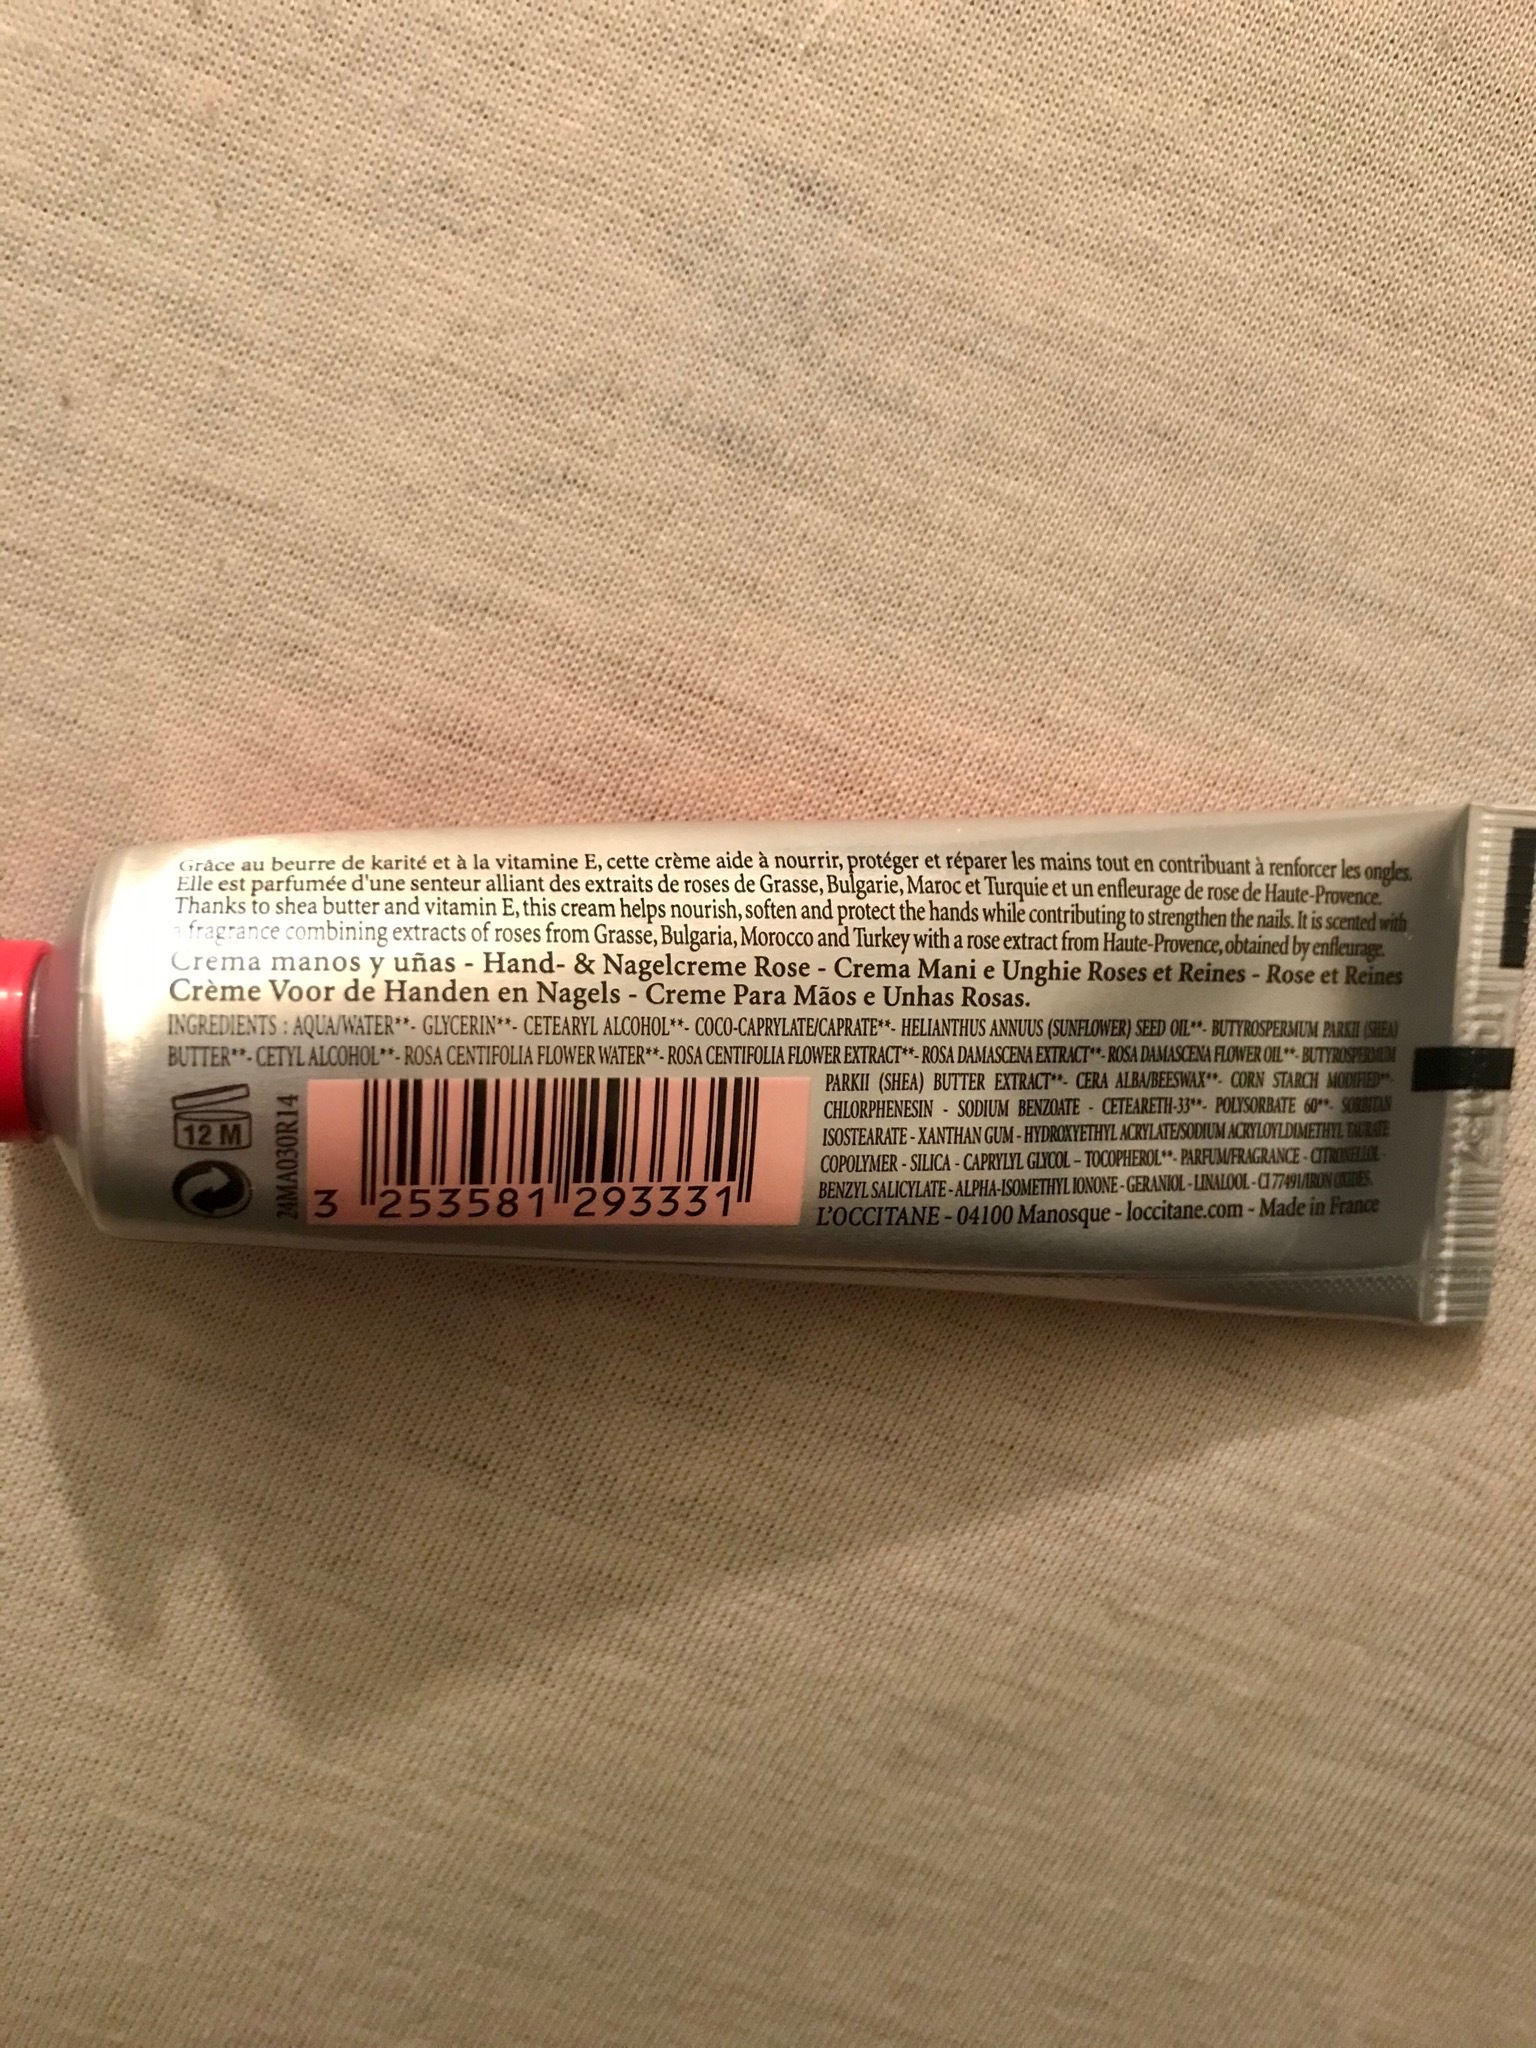 Grâce au beurre de karité et à la vitamine E, cette crème aide à nourrir, protéger et réparer les mains tout en contribuant à renforcer les ongles.
Elle est parfumée d'une senteur alliant des extraits de roses de Grasse, Bulgarie, Maroc et Turquie et un enfleurage de rose de Haute-Provence.
Thanks to shea butter and vitamin E, this cream helps nourish, soften and protect the hands while contributing to strengthen the nails. It is scented with
a fragrance combining extracts of roses from Grasse, Bulgaria, Morocco and Turkey with a rose extract from Haute-Provence, obtained by enfleurage.
Crema manos y uñas - Hand- & Nagelcreme Rose - Crema Mani e Unghie Roses et Reines - Rose et Reines
Crème Voor de Handen en Nagels - Creme Para Mãos e Unhas Rosas.
INGREDIENTS : AQUA/WATER**- GLYCERIN**- CETEARYL ALCOHOL**- COCO-CAPRYLATE/CAPRATE**- HELIANTHUS ANNUUS (SUNFLOWER) SEED OIL**- BUTYROSPERMUM PARKII (SHEA)
BUTTER**- CETYL ALCOHOL**- ROSA CENTIFOLIA FLOWER WATER**- ROSA CENTIFOLIA FLOWER EXTRACT**- ROSA DAMASCENA EXTRACT**- ROSA DAMASCENA FLOWER OIL**- BUTYROSPERMUM
PARKII (SHEA) BUTTER EXTRACT**- CERA ALBA/BEESWAX**- CORN STARCH MODIFIED**-
CHLORPHENESIN - SODIUM BENZOATE - CETEARETH-33**- POLYSORBATE 60**- SORBITAN
ISOSTEARATE - XANTHAN GUM - HYDROXYETHYL ACRYLATE/SODIUM ACRYLOYLDIMETHYL TAURATE
COPOLYMER - SILICA - CAPRYLYL GLYCOL - TOCOPHEROL**- PARFUM/FRAGRANCE - CITRONELLOL -
BENZYL SALICYLATE - ALPHA-ISOMETHYL IONONE - GERANIOL - LINALOOL - CI 77491/IRON OXIDES.
L'OCCITANE - 04100 Manosque - loccitane.com - Made in France
12 M
24MA030R14
3 253581 293331